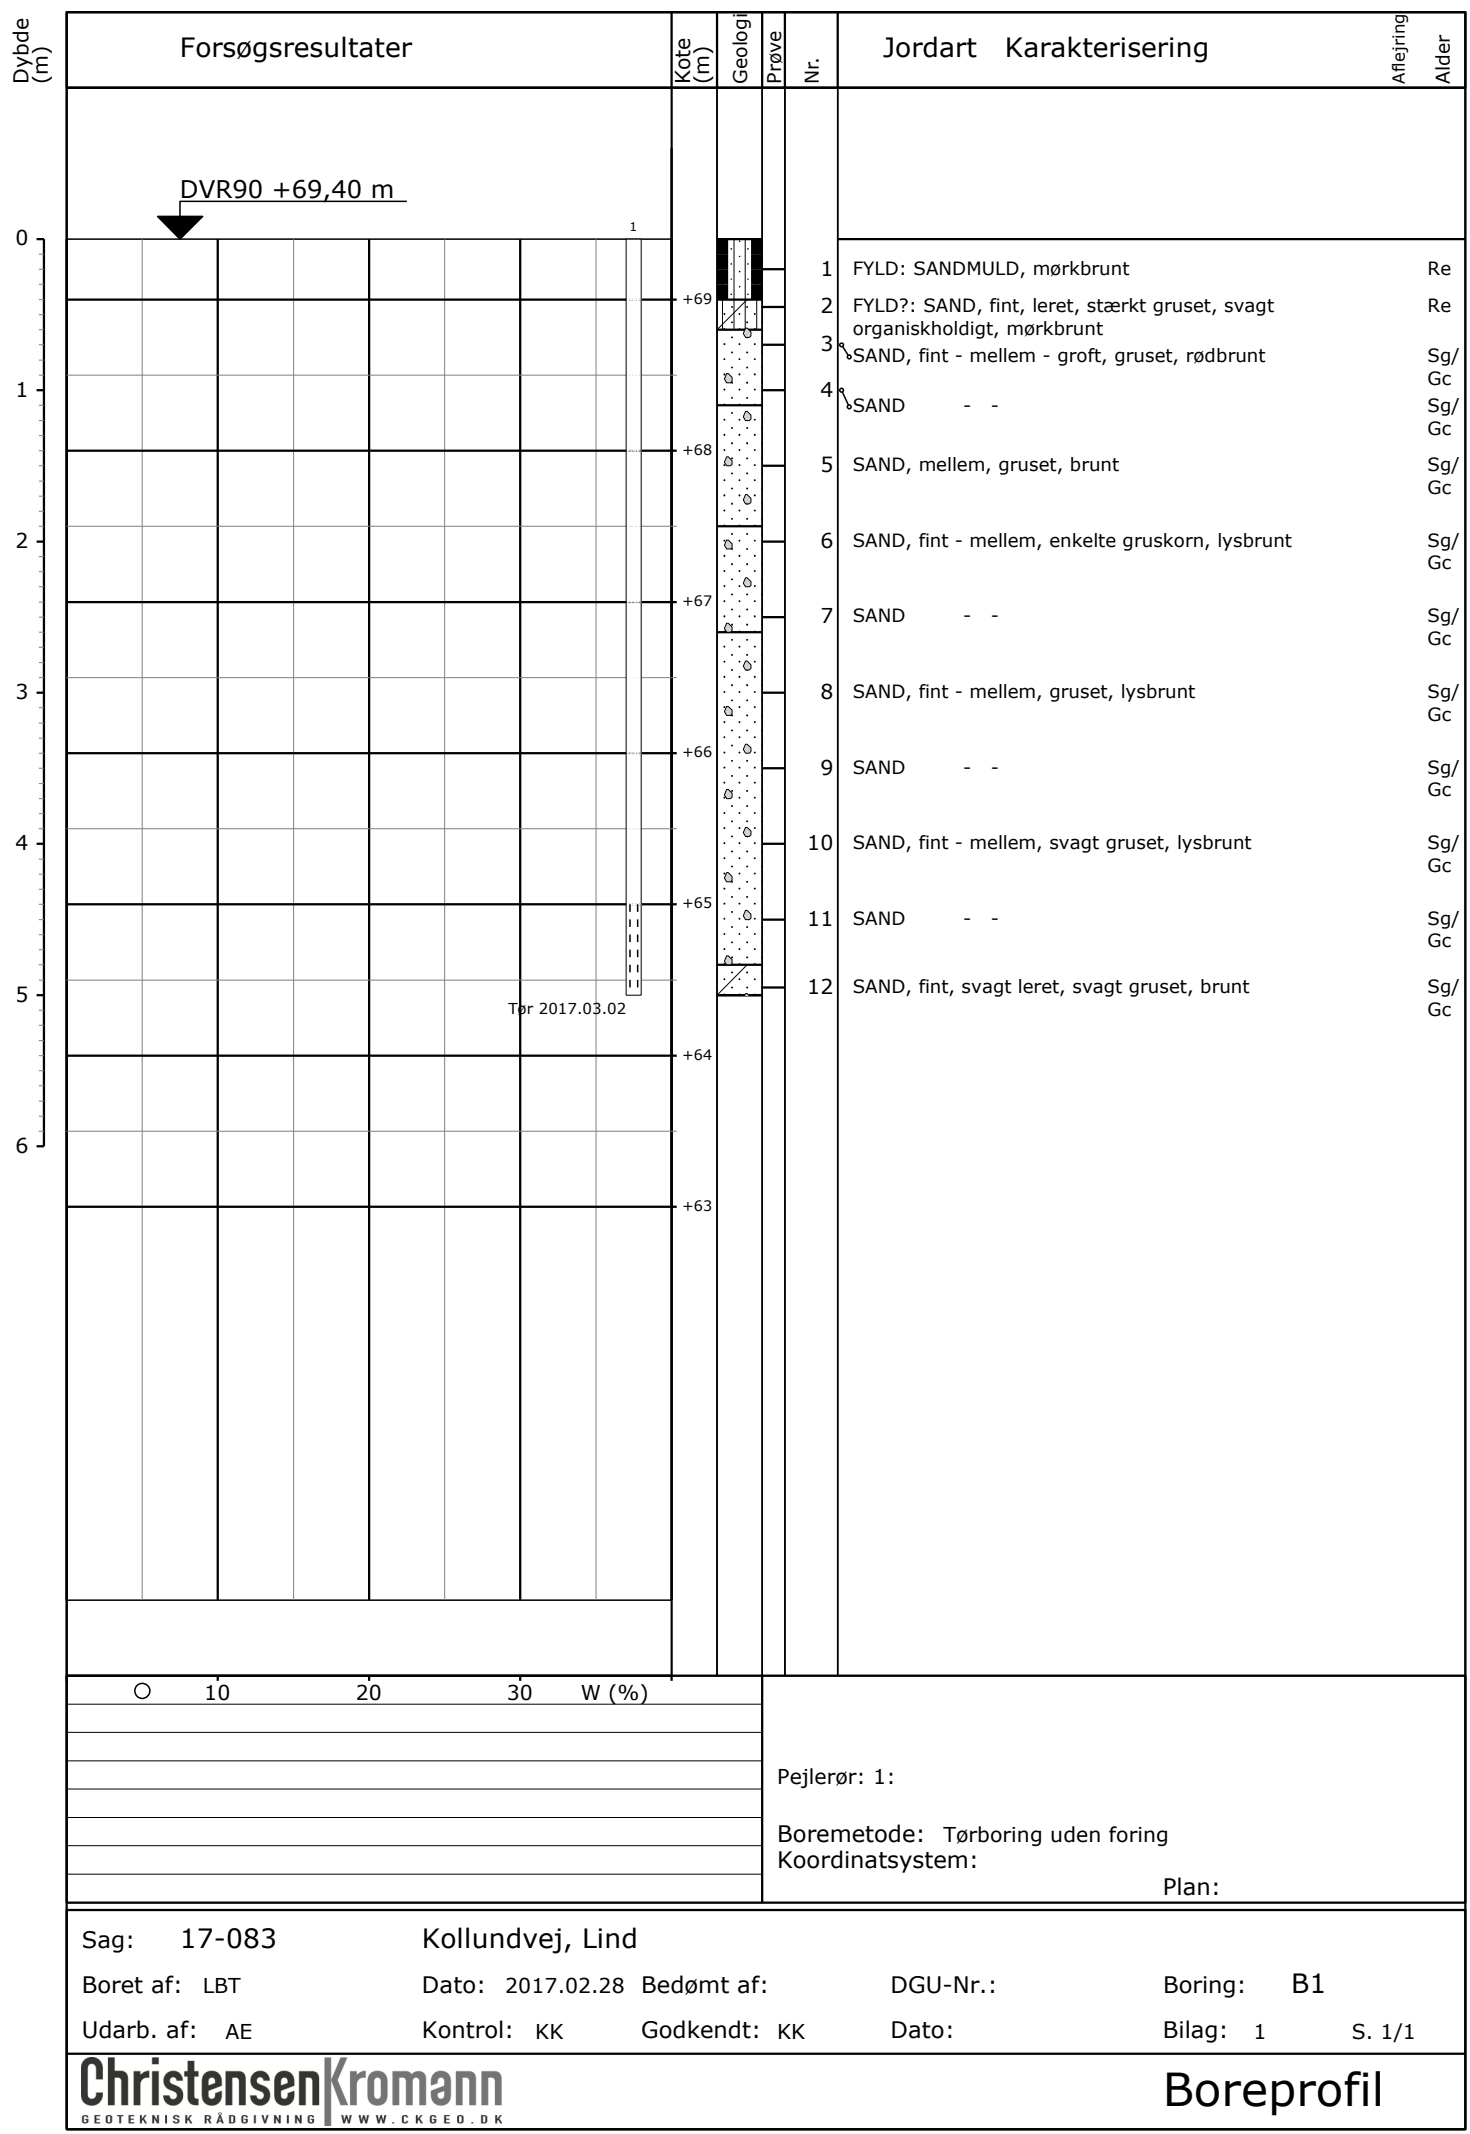 Dybde
(m)
Forsøgsresultater
Kote
(m)
Geologi
Prøve
Nr.
Jordart Karakterisering
Aflejring
Alder
DVR90 +69,40 m
1
0
1
2
3
4
5
6
+69
+68
+67
+66
+65
+64
+63
Tør 2017.03.02
1 FYLD: SANDMULD, mørkbrunt Re
2 FYLD?: SAND, fint, leret, stærkt gruset, svagt Re
organiskholdigt, mørkbrunt
3 SAND, fint - mellem - groft, gruset, rødbrunt Sg/
Gc
4 SAND - - Sg/
Gc
5 SAND, mellem, gruset, brunt Sg/
Gc
6 SAND, fint - mellem, enkelte gruskorn, lysbrunt Sg/
Gc
7 SAND - - Sg/
Gc
8 SAND, fint - mellem, gruset, lysbrunt Sg/
Gc
9 SAND - - Sg/
Gc
10 SAND, fint - mellem, svagt gruset, lysbrunt Sg/
Gc
11 SAND - - Sg/
Gc
12 SAND, fint, svagt leret, svagt gruset, brunt Sg/
Gc
10 20 30 W (%)
Pejlerør: 1:
Boremetode: Tørboring uden foring
Koordinatsystem:
Plan:
Sag: 17-083 Kollundvej, Lind
Boret af: LBT Dato: 2017.02.28 Bedømt af: DGU-Nr.: Boring: B1
Udarb. af: AE Kontrol: KK Godkendt: KK Dato: Bilag: 1 S. 1/1
ChristensenKromann
GEOTEKNISK RÅDGIVNING WWW.CKGEO.DK
Boreprofil